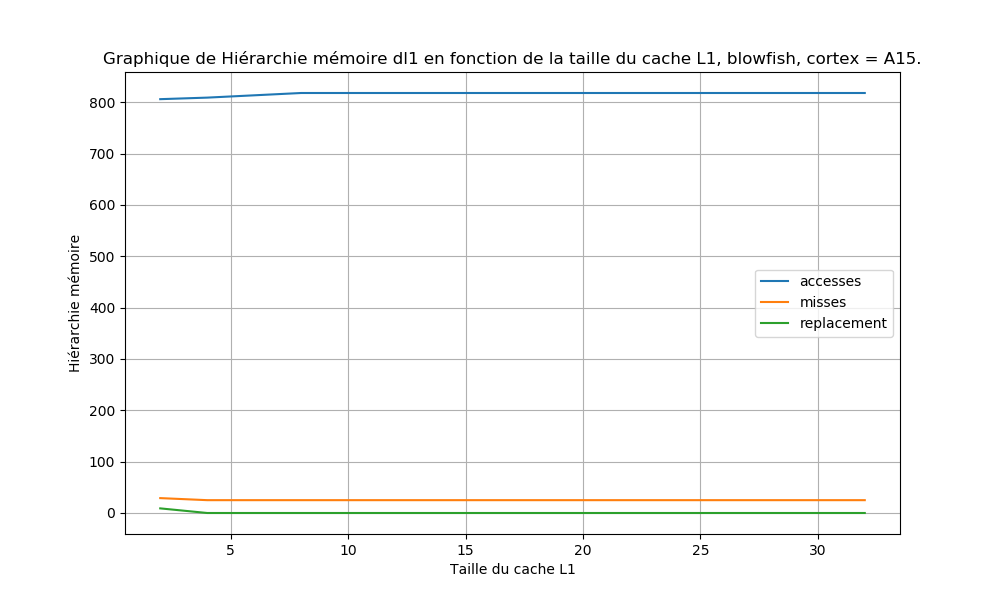 Graphique de Hiérarchie mémoire dl1 en fonction de la taille du cache L1, blowfish, cortex = A15.
800
700
600
500
400
300
200
100
0
Hiérarchie mémoire
accesses
misses
replacement
5 10 15 20 25 30
Taille du cache L1